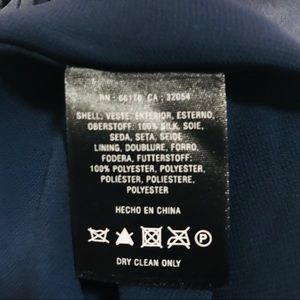 RN : 66170 CA : 32054
SHELL, VESTE, EXTERIOR, ESTERNO,
OBERSTOFF: 100% SILK, SOIE,
SEDA, SETA, SEIDE
LINING, DOUBLURE, FORRO,
FODERA, FUTTERSTOFF:
100% POLYESTER, POLYESTER,
POLIÉSTER, POLIESTERE,
POLYESTER
HECHO EN CHINA
P
DRY CLEAN ONLY